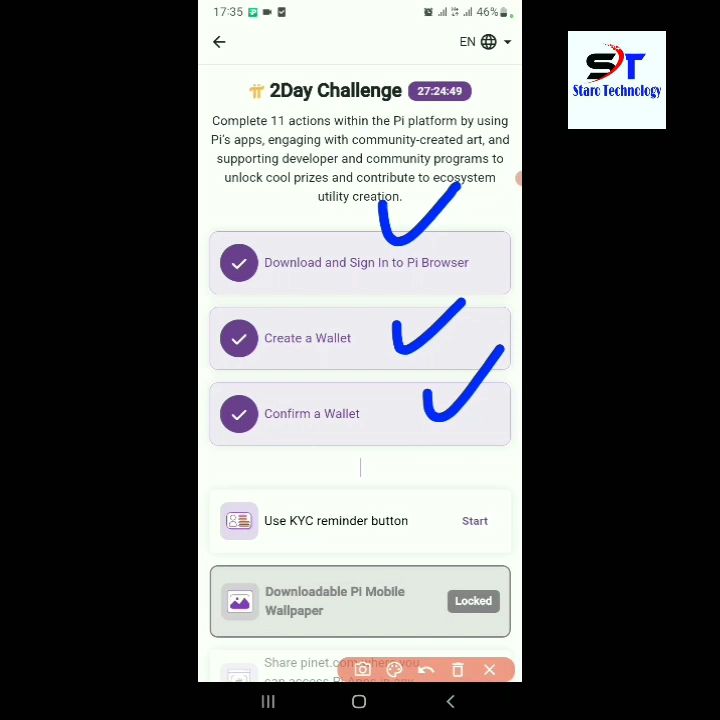 17:35
46%
EN
2Day Challenge 27:24:49
Complete 11 actions within the Pi platform by using
Pi's apps, engaging with community-created art, and
supporting developer and community programs to
unlock cool prizes and contribute to ecosystem
utility creation.
Download and Sign In to Pi Browser
Create a Wallet
Confirm a Wallet
Use KYC reminder button Start
Downloadable Pi Mobile
Wallpaper
Locked
Share pinet.com where you
ST
Starc Technology